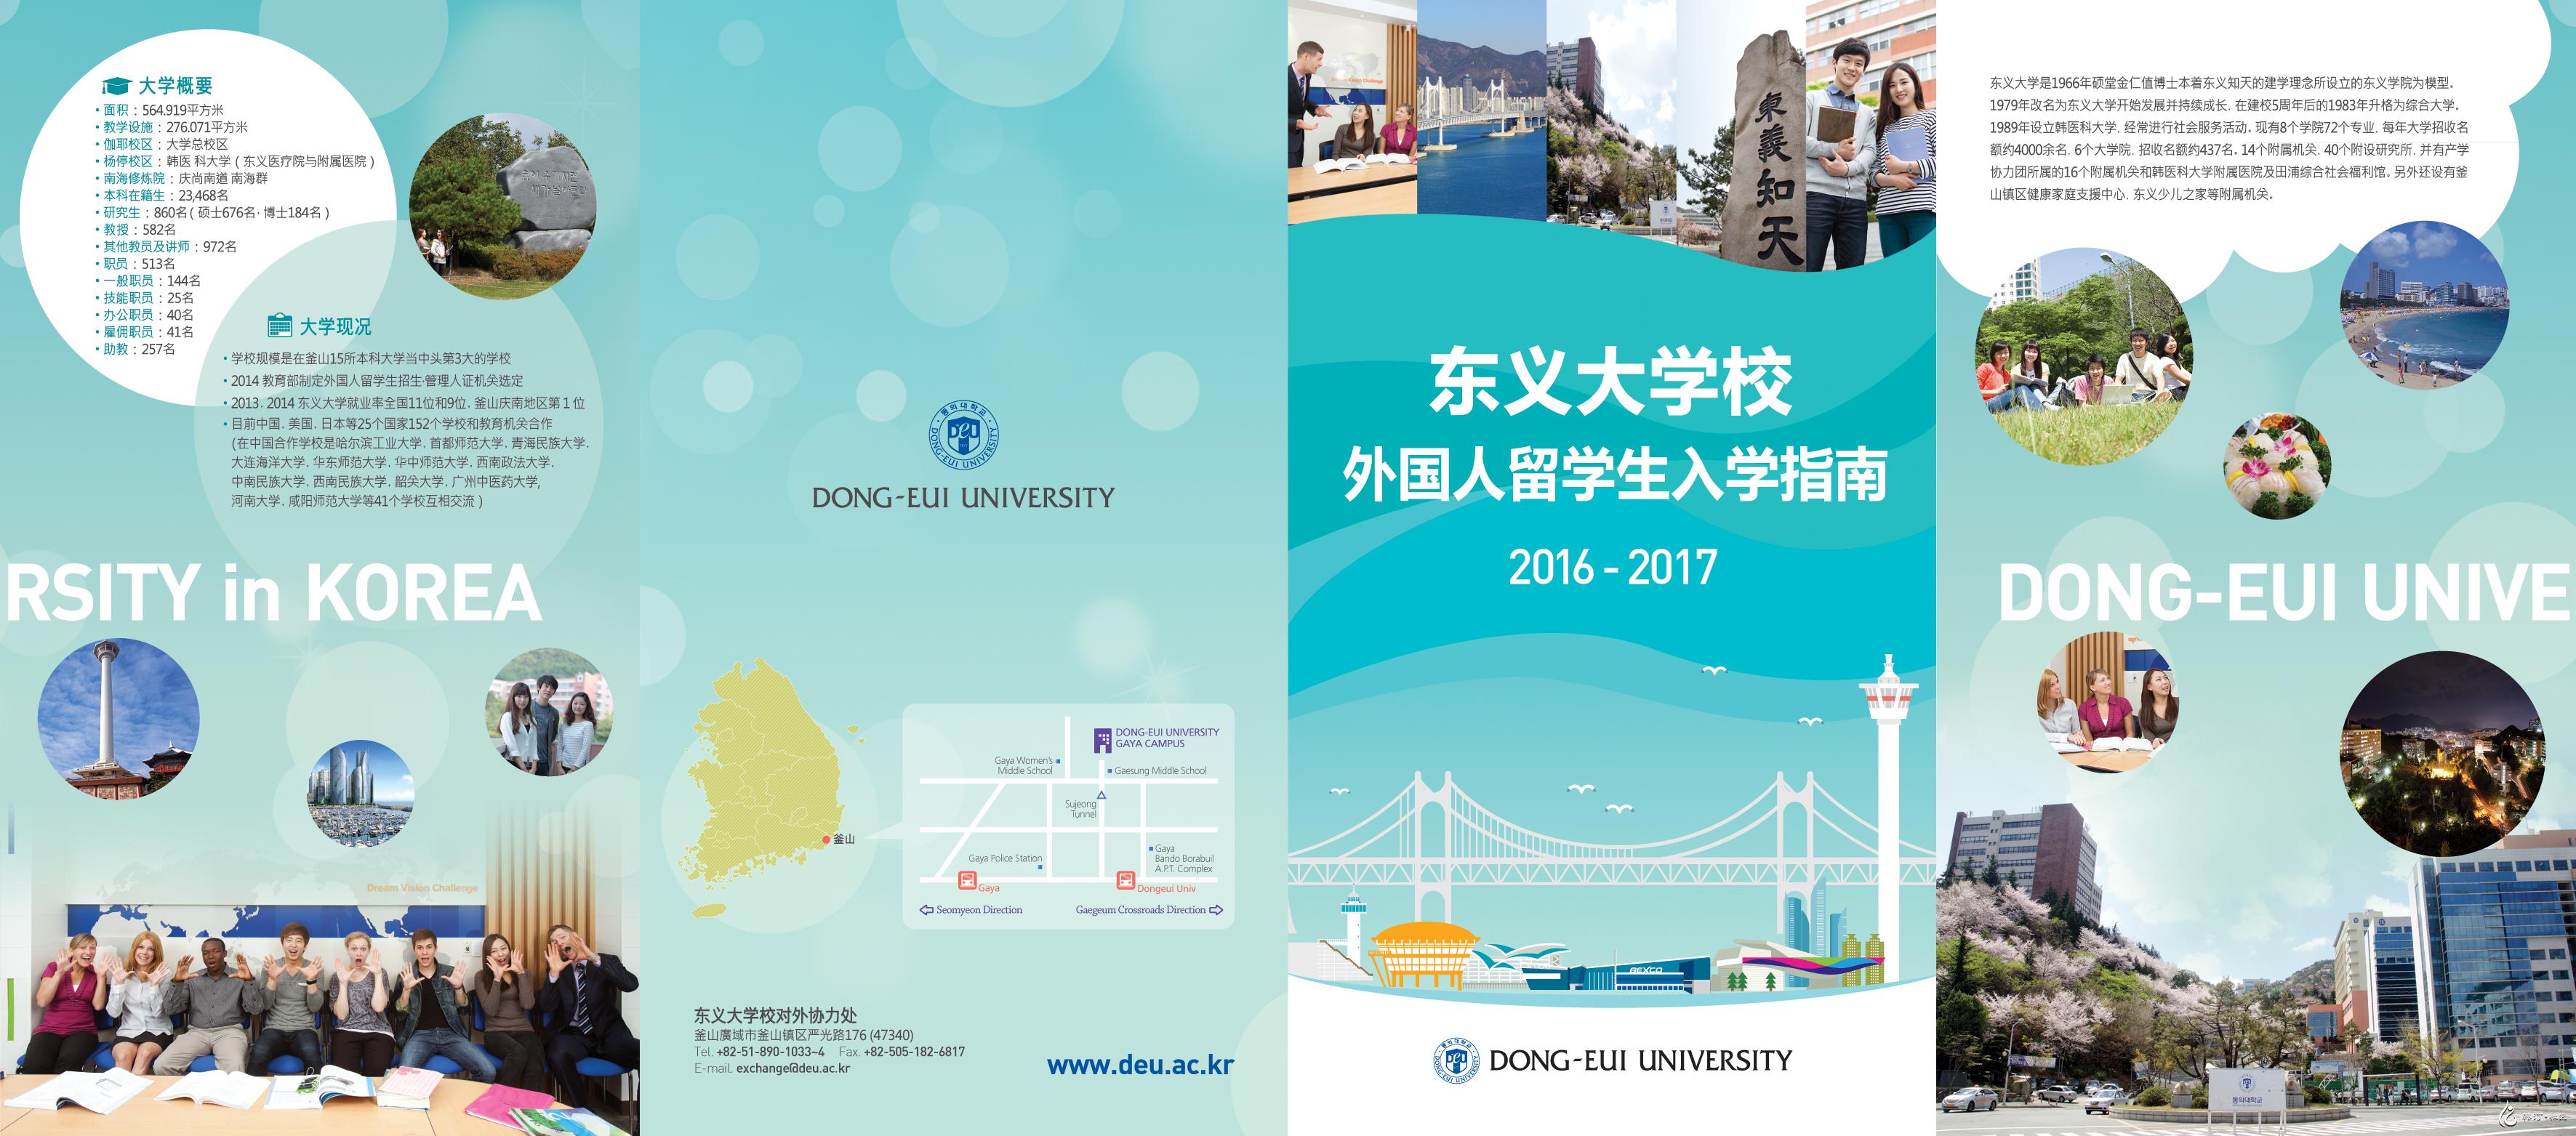 大学概要
• 面积 : 564.919平方米
• 教学设施 : 276.071平方米
• 伽耶校区 : 大学总校区
• 杨停校区 : 韩医 科大学 ( 东义医疗院与附属医院 )
• 南海修炼院 : 庆尚南道 南海群
• 本科在籍生 : 23,468名
• 研究生 : 860名 ( 硕士676名· 博士184名 )
• 教授 : 582名
• 其他教员及讲师 : 972名
• 职员 : 513名
• 一般职员 : 144名
• 技能职员 : 25名
• 办公职员 : 40名
• 雇佣职员 : 41名
• 助教 : 257名
大学现况
• 学校规模是在釜山15所本科大学当中头第3大的学校
• 2014 教育部制定外国人留学生招生·管理人证机关选定
• 2013. 2014 东义大学就业率全国11位和9位. 釜山庆南地区第 1 位
• 目前中国. 美国. 日本等25个国家152个学校和教育机关合作
(在中国合作学校是哈尔滨工业大学. 首都师范大学. 青海民族大学.
大连海洋大学. 华东师范大学. 华中师范大学. 西南政法大学.
中南民族大学. 西南民族大学. 韶关大学. 广州中医药大学,
河南大学. 咸阳师范大学等41个学校互相交流 )
RSITY in KOREA
Dream Vision Challenge
동의대학교
DEU
DONG-EUI UNIVERSITY
DONG-EUI UNIVERSITY
DONG-EUI UNIVERSITY
GAYA CAMPUS
Gaya Women's
Middle School
Gaesung Middle School
Sujeong
Tunnel
釜山
Gaya Police Station
Gaya
Bando Borabuil
A.P.T. Complex
Gaya
Dongeui Univ
Seomyeon Direction
Gaegeum Crossroads Direction
东义大学校对外协力处
釜山廣域市釜山镇区严光路176 (47340)
Tel. +82-51-890-1033~4 Fax. +82-505-182-6817
E-mail. exchange@deu.ac.kr
www.deu.ac.kr
東義知天
东义大学校
外国人留学生入学指南
2016 - 2017
BEXCO
DONG-EUI UNIVERSITY
东义大学是1966年硕堂金仁值博士本着东义知天的建学理念所设立的东义学院为模型。
1979年改名为东义大学开始发展并持续成长. 在建校5周年后的1983年升格为综合大学。
1989年设立韩医科大学. 经常进行社会服务活动。现有8个学院72个专业. 每年大学招收名
额约4000余名. 6个大学院. 招收名额约437名。14个附属机关. 40个附设研究所. 并有产学
协力团所属的16个附属机关和韩医科大学附属医院及田浦综合社会福利馆。另外还设有釜
山镇区健康家庭支援中心. 东义少儿之家等附属机关。
DONG-EUI UNIVE
동의대학교